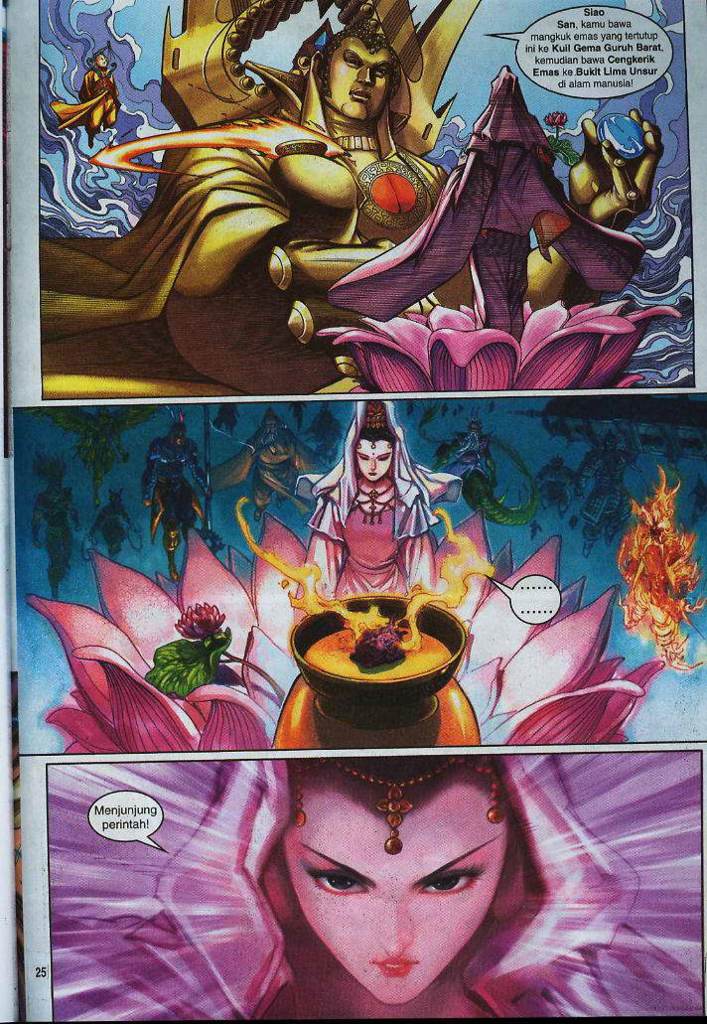 Siao
San, kamu bawa
mangkuk emas yang tertutup
ini ke Kuil Gema Guruh Barat,
kemudian bawa Cengkerik
Emas ke Bukit Lima Unsur
di alam manusia!
......
......
Menjunjung
perintah!
25